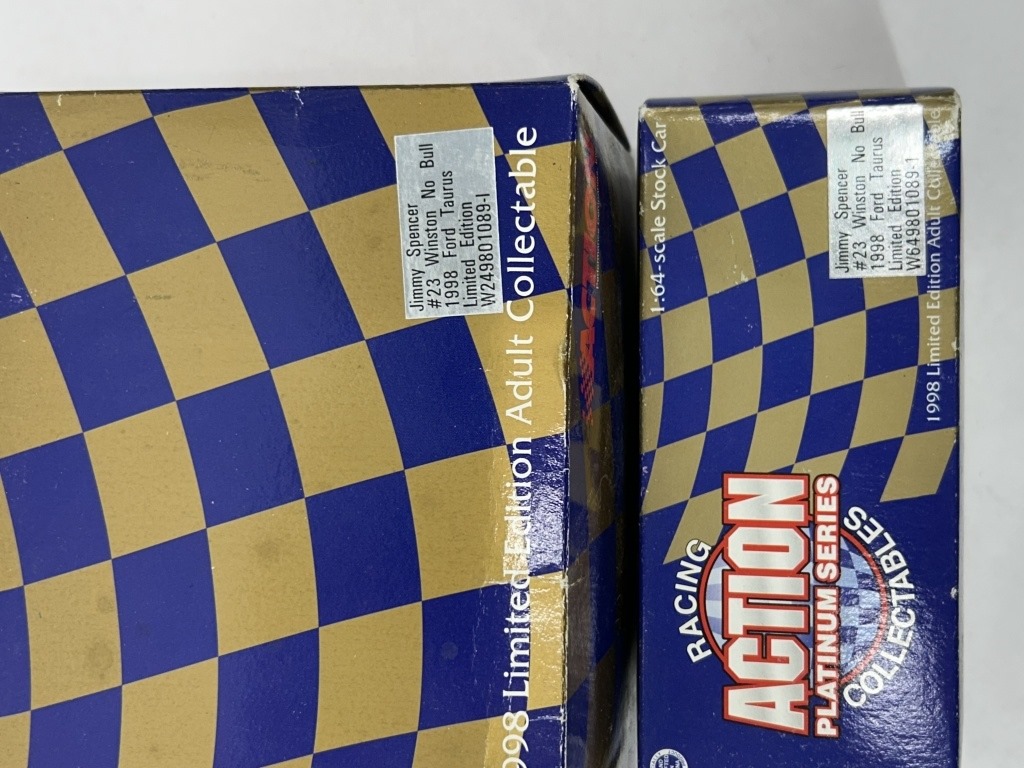 Jimmy Spencer
#23 Winston No Bull
1998 Ford Taurus
Limited Edition
W249801089-1
998 Limited Edition Adult Collectable
ACTION
1:64-scale Stock Car
Jimmy Spencer
#23 Winston No Bull
1998 Ford Taurus
Limited Edition
W649801089-1
1998 Limited Edition Adult Collectable
RACING
ACTION
PLATINUM SERIES
COLLECTABLES